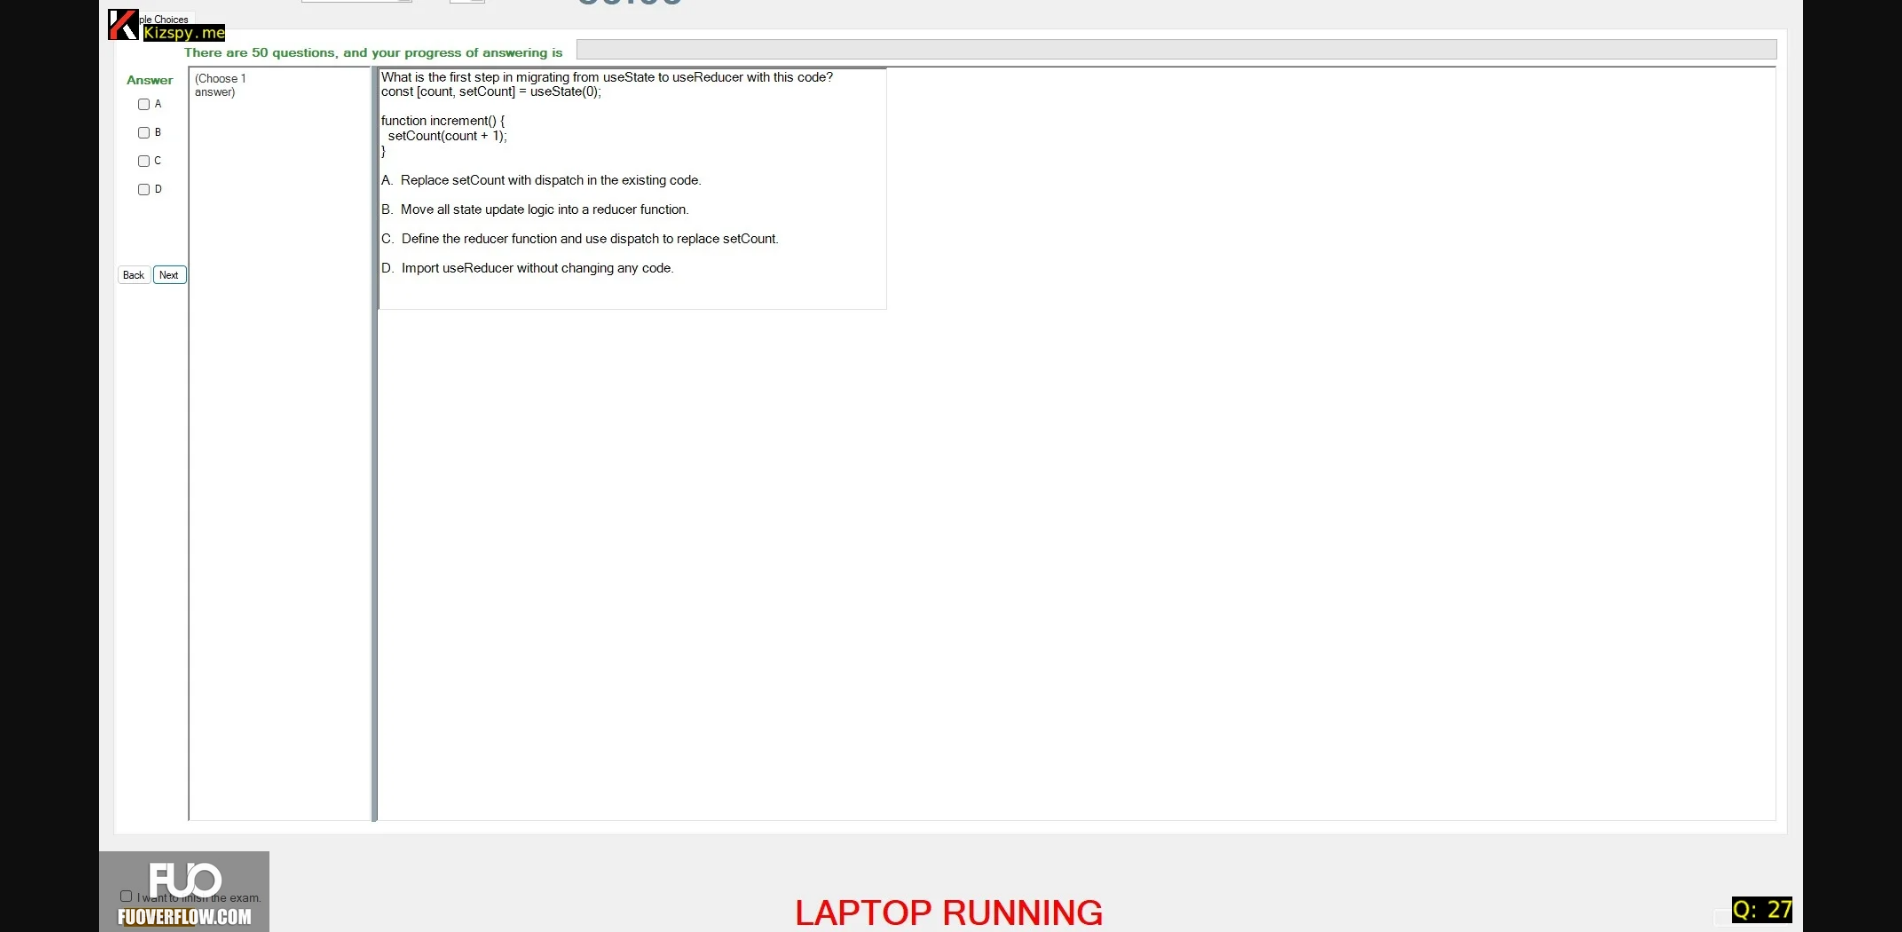 ple Choices
Kizspy.me
There are 50 questions, and your progress of answering is
Answer
(Choose 1
answer)
A
B
C
D
Back
Next
What is the first step in migrating from useState to useReducer with this code?
const [count, setCount] = useState(0);
function increment() {
setCount(count + 1);
}
A. Replace setCount with dispatch in the existing code.
B. Move all state update logic into a reducer function.
C. Define the reducer function and use dispatch to replace setCount.
D. Import useReducer without changing any code.
FUO
I want to finish the exam.
FUOVERFLOW.COM
LAPTOP RUNNING
Q: 27